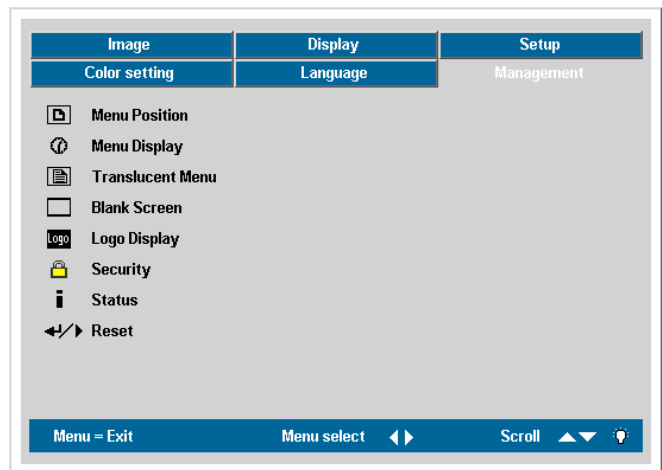 Image Display Setup
Color setting Language Management
Menu Position
Menu Display
Translucent Menu
Blank Screen
Logo Logo Display
Security
i Status
Reset
Menu = Exit Menu select Scroll